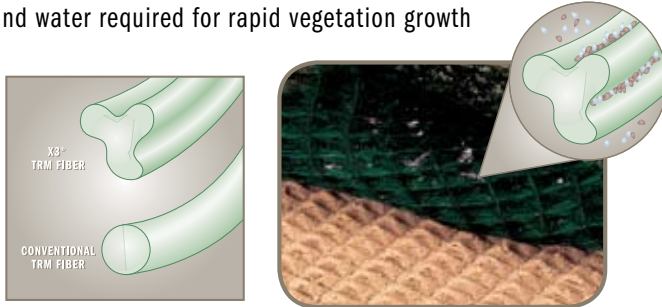 nd water required for rapid vegetation growth
X3®
TRM FIBER
CONVENTIONAL
TRM FIBER